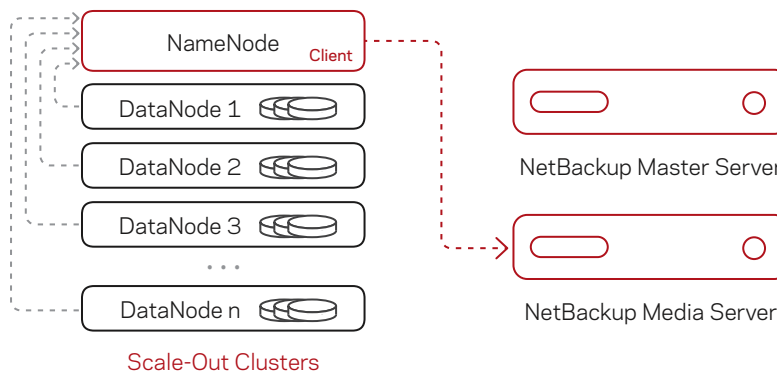 NameNode
Client
DataNode 1
DataNode 2
DataNode 3
...
DataNode n
Scale-Out Clusters
NetBackup Master Server
NetBackup Media Server